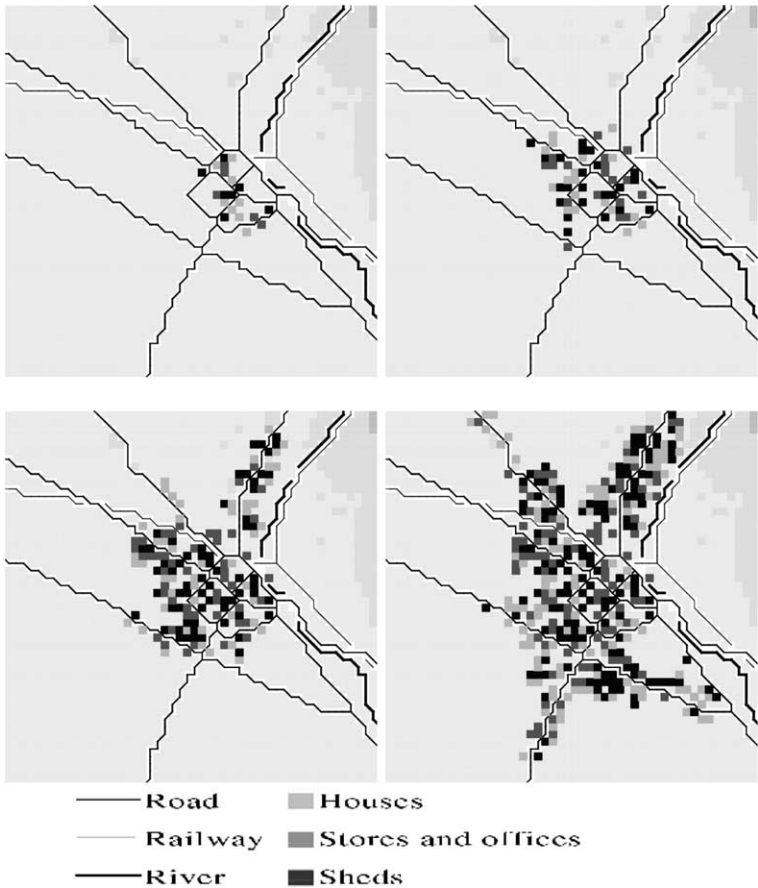 Road
Houses
Railway
Stores and offices
River
Sheds